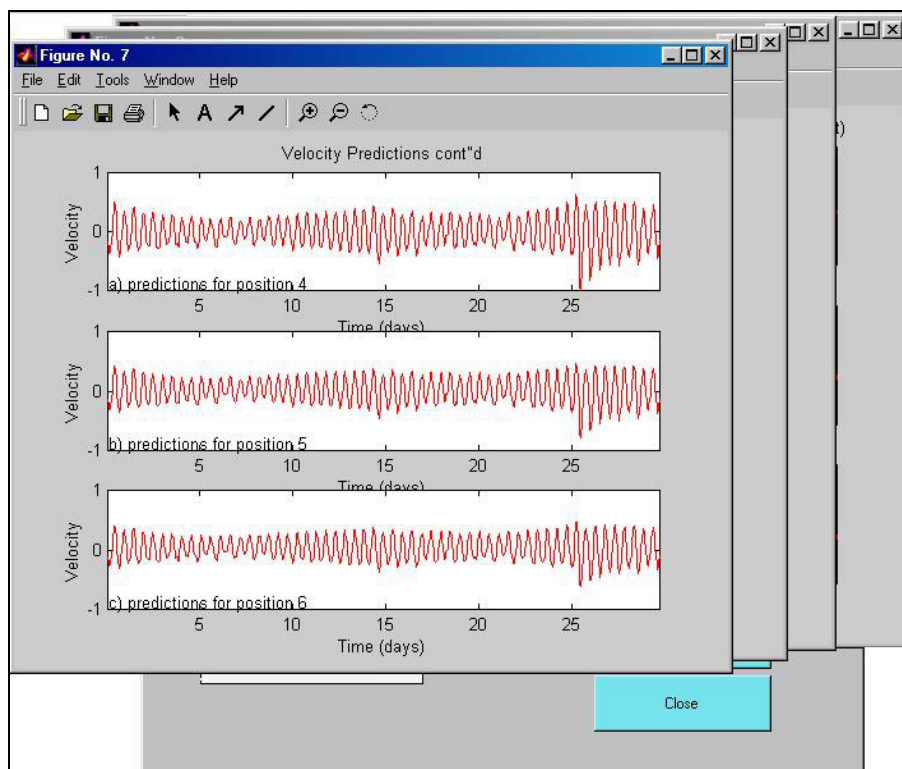 Figure No. 7
File Edit Tools Window Help
t)
Velocity Predictions cont"d
1
0
-1
Velocity
a) predictions for position 4
5 10 15 20 25
Time (days)
1
0
-1
Velocity
b) predictions for position 5
5 10 15 20 25
Time (days)
1
0
-1
Velocity
c) predictions for position 6
5 10 15 20 25
Time (days)
Close